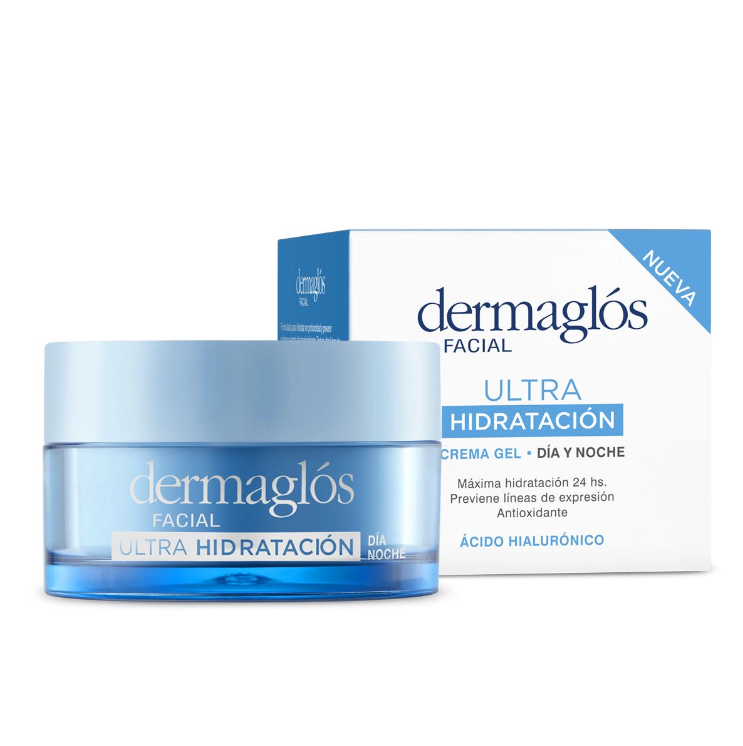 dermaglós
FACIAL
NUEVA
dermaglós
FACIAL
ULTRA
HIDRATACIÓN
CREMA GEL • DÍA Y NOCHE
Máxima hidratación 24 hs.
Previene líneas de expresión
Antioxidante
ÁCIDO HIALURÓNICO
dermaglós
FACIAL
ULTRA HIDRATACIÓN
DÍA
NOCHE